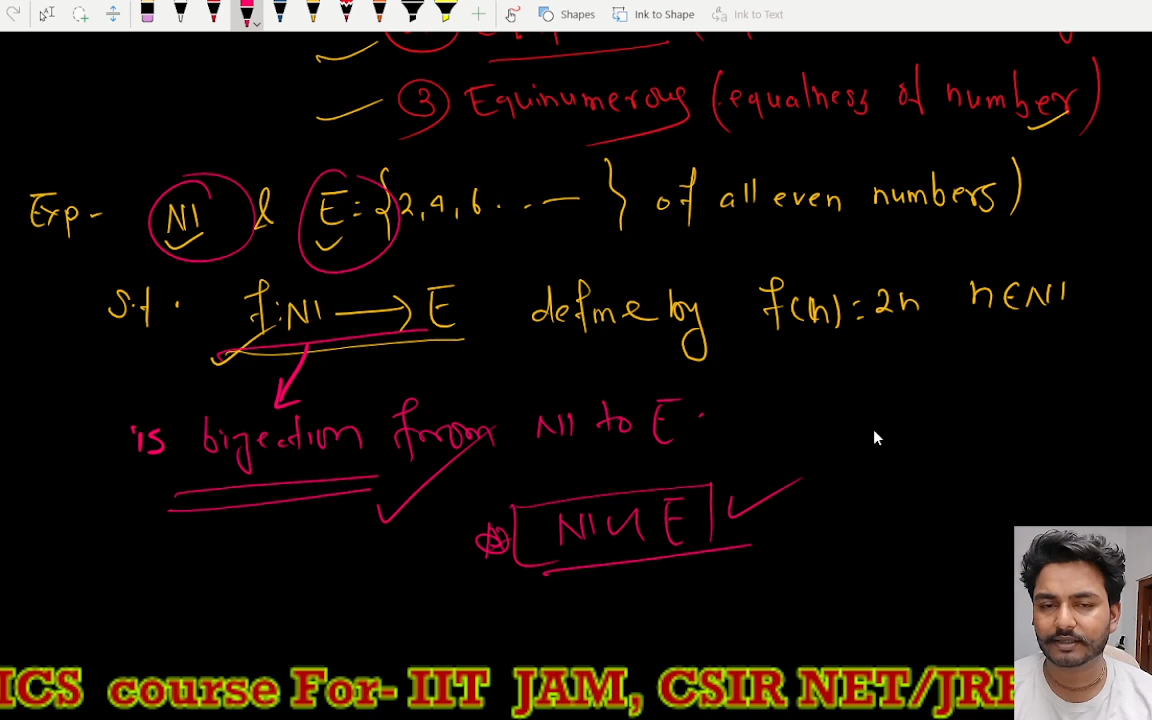 Shapes Ink to Shape Ink to Text
③ Equinumerous (equalness of number)
Exp- ℕ & E = {2, 4, 6 . . --- } of all even numbers)
S.t. f: ℕ → E define by f(n) = 2n n ∈ ℕ
is bijection from ℕ to E.
ℕ ~ E
ICS course For- IIT JAM, CSIR NET/JRF